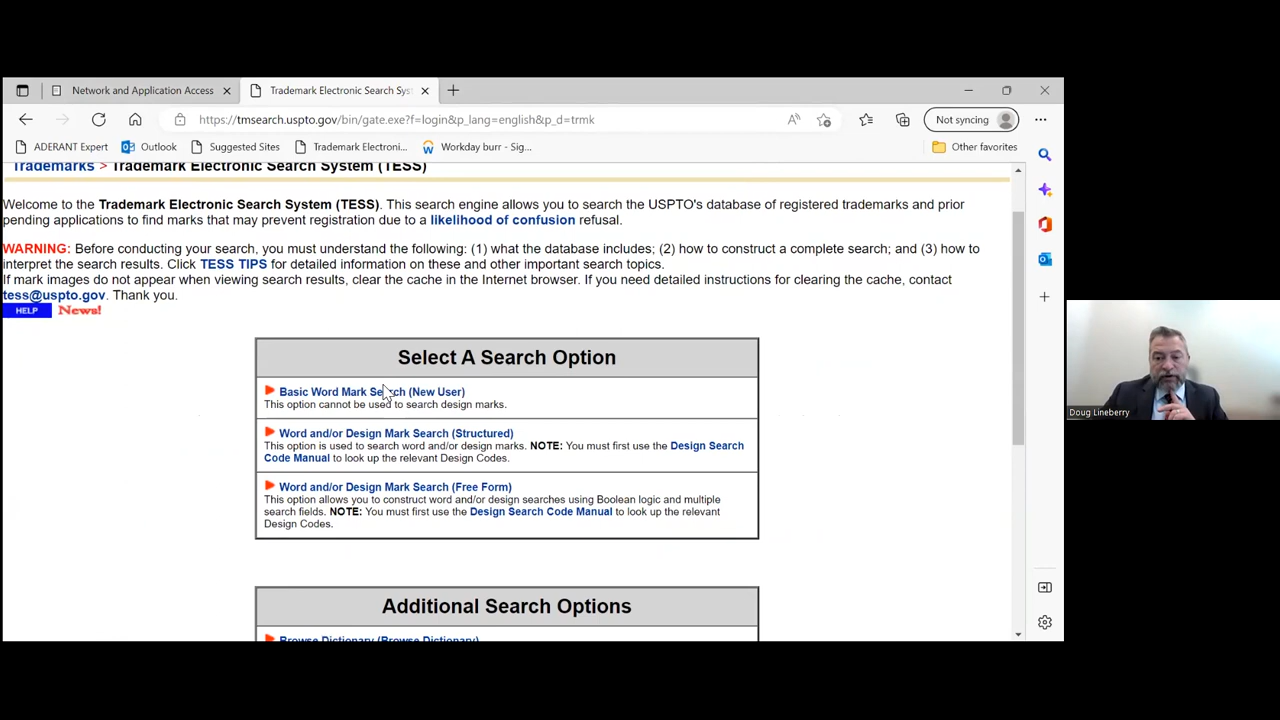 Network and Application Access
Trademark Electronic Search Sys
https://tmsearch.uspto.gov/bin/gate.exe?f=login&p_lang=english&p_d=trmk
Not syncing
ADERANT Expert
Outlook
Suggested Sites
Trademark Electroni...
Workday burr - Sig...
Other favorites
Trademarks > Trademark Electronic Search System (TESS)
Welcome to the Trademark Electronic Search System (TESS). This search engine allows you to search the USPTO's database of registered trademarks and prior
pending applications to find marks that may prevent registration due to a likelihood of confusion refusal.
WARNING: Before conducting your search, you must understand the following: (1) what the database includes; (2) how to construct a complete search; and (3) how to
interpret the search results. Click TESS TIPS for detailed information on these and other important search topics.
If mark images do not appear when viewing search results, clear the cache in the Internet browser. If you need detailed instructions for clearing the cache, contact
tess@uspto.gov. Thank you.
HELP News!
Select A Search Option
Basic Word Mark Search (New User)
This option cannot be used to search design marks.
Word and/or Design Mark Search (Structured)
This option is used to search word and/or design marks. NOTE: You must first use the Design Search
Code Manual to look up the relevant Design Codes.
Word and/or Design Mark Search (Free Form)
This option allows you to construct word and/or design searches using Boolean logic and multiple
search fields. NOTE: You must first use the Design Search Code Manual to look up the relevant
Design Codes.
Additional Search Options
Browse Dictionary (Browse Dictionary)
Doug Lineberry